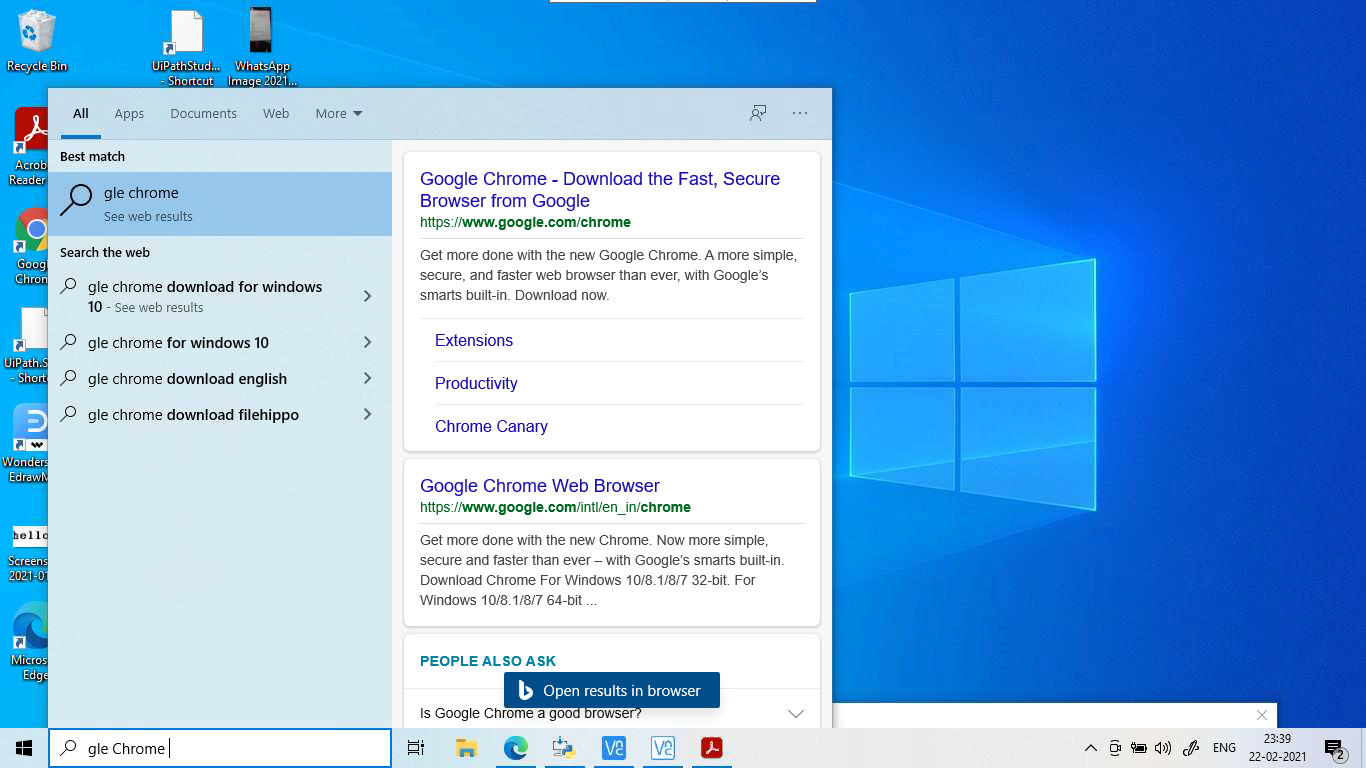 Recycle Bin
UiPathStud...
- Shortcut
WhatsApp
Image 2021...
Acrob
Reader
Goog
Chrom
UiPath.S
- Short
Wonders
EdrawM
hello
Screens
2021-01
Micros
Edge
All Apps Documents Web More
Best match
gle chrome
See web results
Search the web
gle chrome download for windows
10 - See web results
gle chrome for windows 10
gle chrome download english
gle chrome download filehippo
Google Chrome - Download the Fast, Secure
Browser from Google
https://www.google.com/chrome
Get more done with the new Google Chrome. A more simple,
secure, and faster web browser than ever, with Google’s
smarts built-in. Download now.
Extensions
Productivity
Chrome Canary
Google Chrome Web Browser
https://www.google.com/intl/en_in/chrome
Get more done with the new Chrome. Now more simple,
secure and faster than ever – with Google’s smarts built-in.
Download Chrome For Windows 10/8.1/8/7 32-bit. For
Windows 10/8.1/8/7 64-bit ...
PEOPLE ALSO ASK
Open results in browser
Is Google Chrome a good browser?
gle Chrome
ENG
23:39
22-02-2021
2